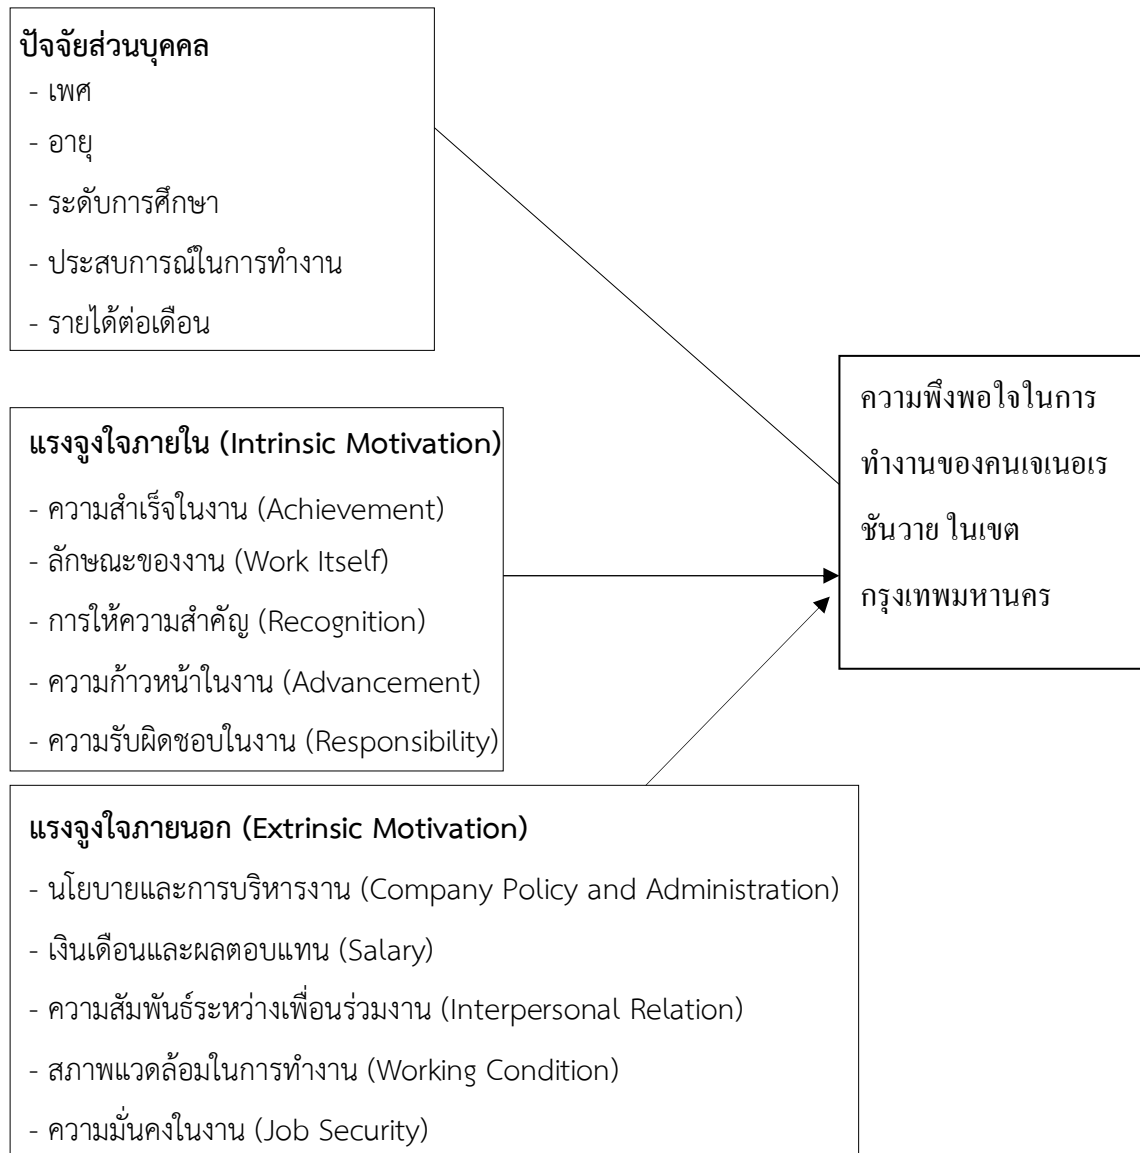 ปัจจัยส่วนบุคคล
- เพศ
- อายุ
- ระดับการศึกษา
- ประสบการณ์ในการทำงาน
- รายได้ต่อเดือน
แรงจูงใจภายใน (Intrinsic Motivation)
- ความสำเร็จในงาน (Achievement)
- ลักษณะของงาน (Work Itself)
- การให้ความสำคัญ (Recognition)
- ความก้าวหน้าในงาน (Advancement)
- ความรับผิดชอบในงาน (Responsibility)
แรงจูงใจภายนอก (Extrinsic Motivation)
- นโยบายและการบริหารงาน (Company Policy and Administration)
- เงินเดือนและผลตอบแทน (Salary)
- ความสัมพันธ์ระหว่างเพื่อนร่วมงาน (Interpersonal Relation)
- สภาพแวดล้อมในการทำงาน (Working Condition)
- ความมั่นคงในงาน (Job Security)
ความพึงพอใจในการ
ทำงานของคนเจเนอเร
ชันวาย ในเขต
กรุงเทพมหานคร